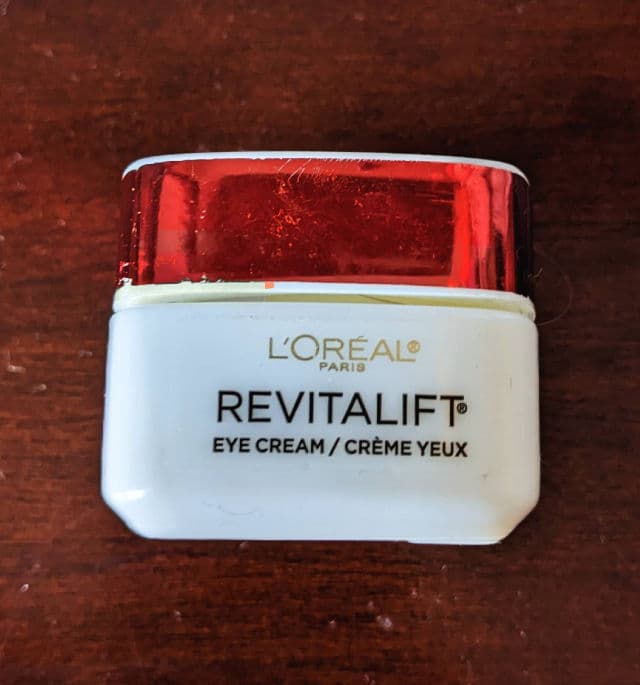 L'ORÉAL®
PARIS
REVITALIFT®
EYE CREAM / CRÈME YEUX